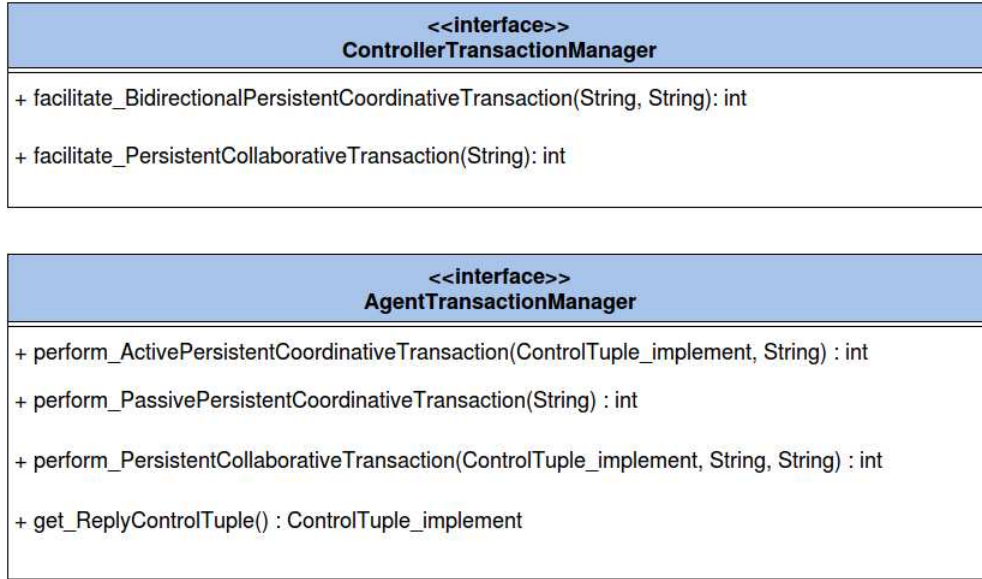 <<interface>>
ControllerTransactionManager
+ facilitate_BidirectionalPersistentCoordinativeTransaction(String, String): int
+ facilitate_PersistentCollaborativeTransaction(String): int
<<interface>>
AgentTransactionManager
+ perform_ActivePersistentCoordinativeTransaction(ControlTuple_implement, String) : int
+ perform_PassivePersistentCoordinativeTransaction(String) : int
+ perform_PersistentCollaborativeTransaction(ControlTuple_implement, String, String) : int
+ get_ReplyControlTuple() : ControlTuple_implement